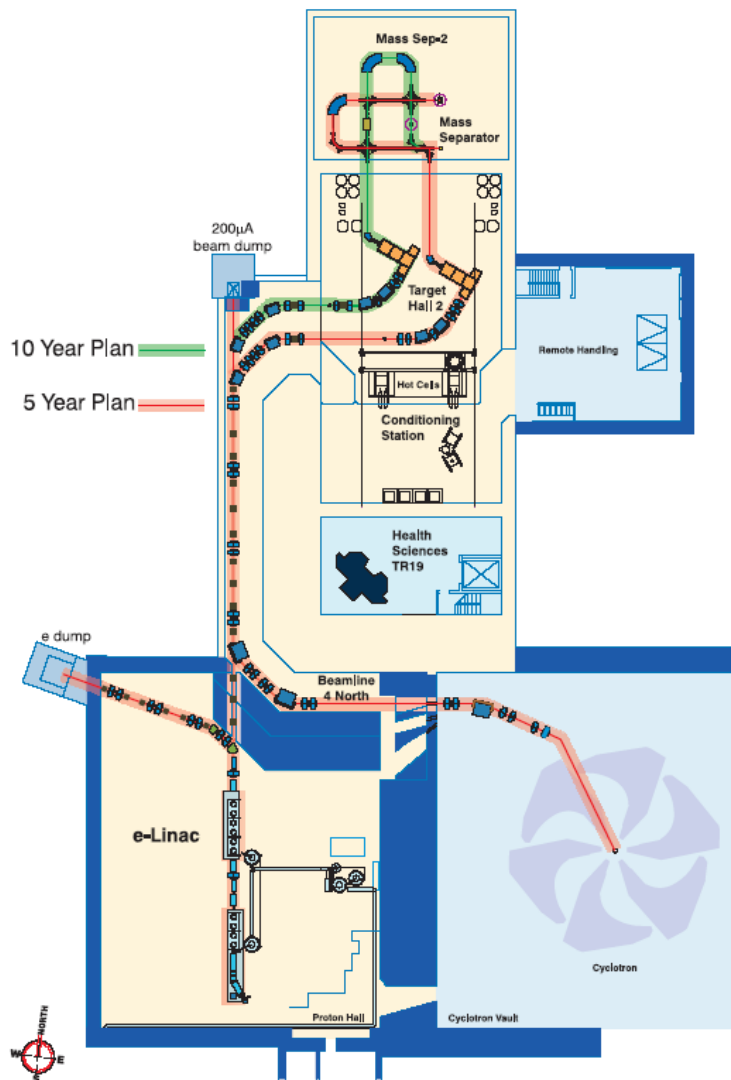 Mass Sep-2
Mass
Separator
200µA
beam dump
Target
Hall 2
10 Year Plan
Remote Handling
Hot Cells
5 Year Plan
Conditioning
Station
Health
Sciences
TR19
e dump
Beamline
4 North
e-Linac
Cyclotron
Proton Hall
Cyclotron Vault
NORTH
W
E
S